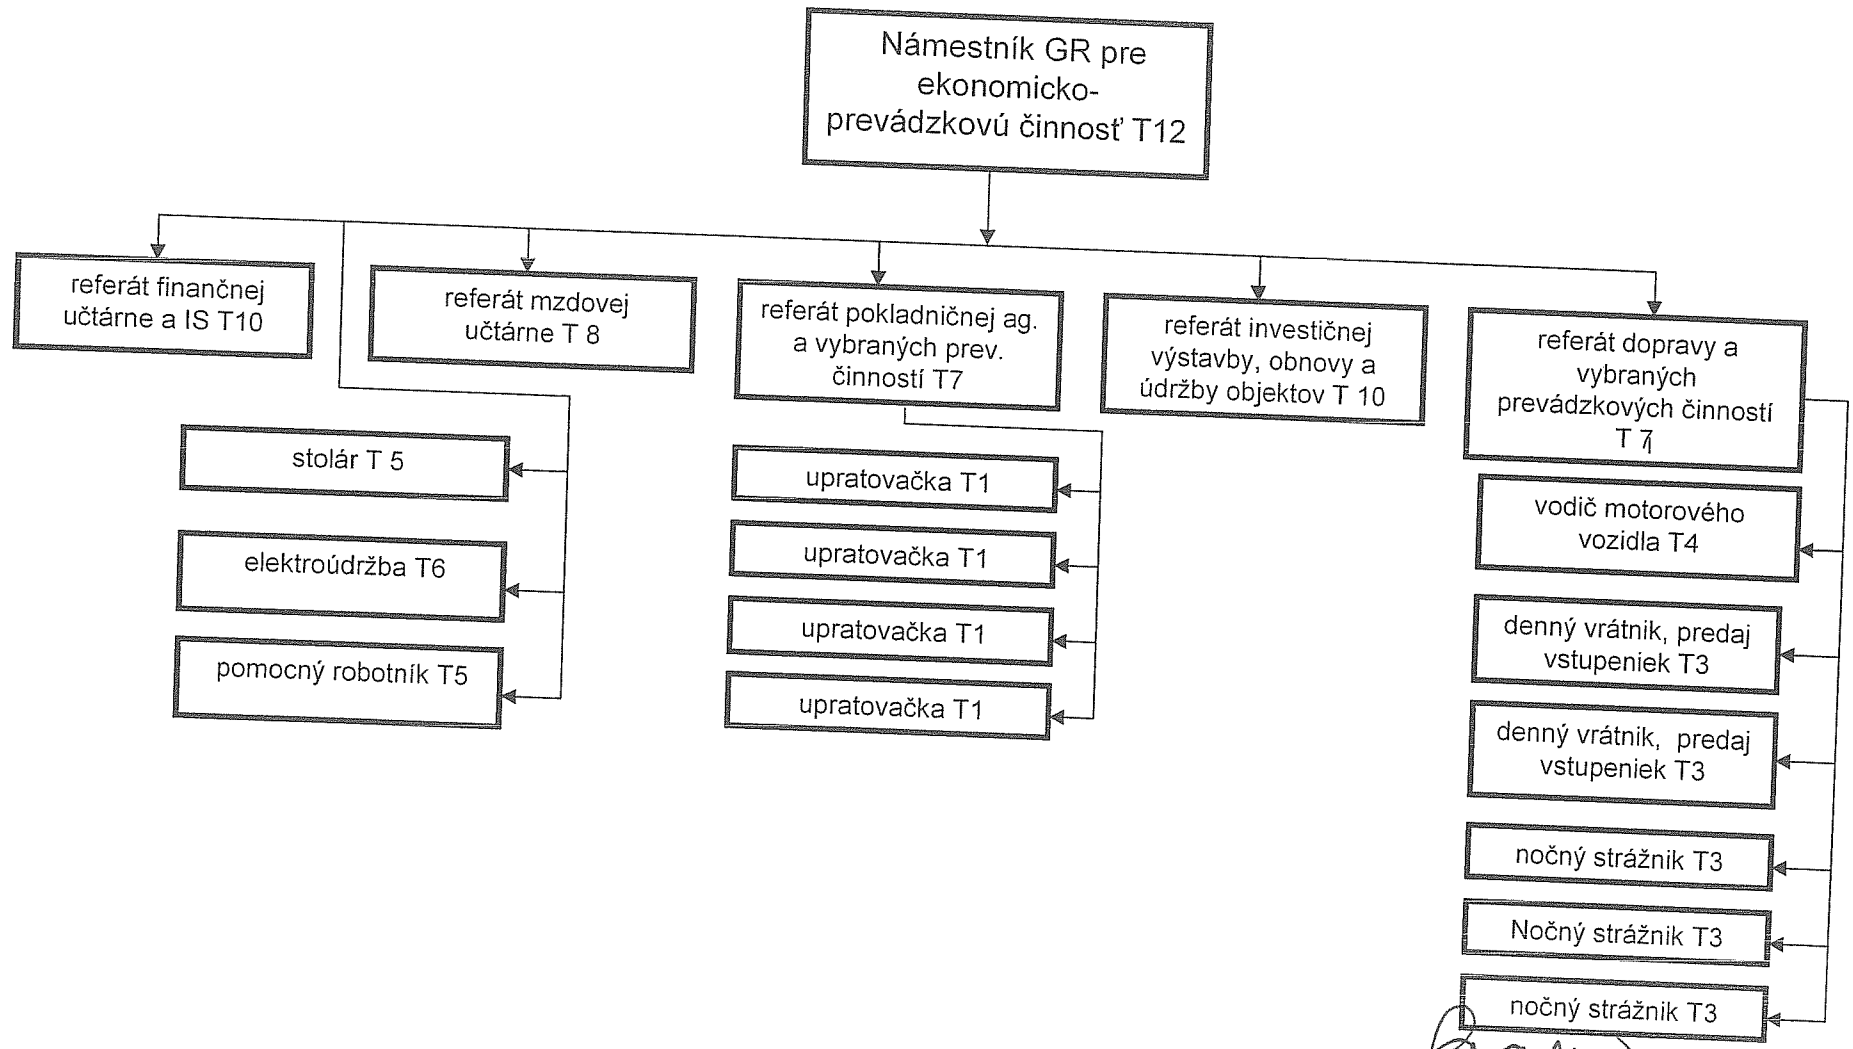 Námestník GR pre
ekonomicko-
prevádzkovú činnosť T12
referát finančnej
učtárne a IS T10
referát mzdovej
učtárne T 8
referát pokladničnej ag.
a vybraných prev.
činností T7
referát investičnej
výstavby, obnovy a
údržby objektov T 10
referát dopravy a
vybraných
prevádzkových činností
T 7
stolár T 5
elektroúdržba T6
pomocný robotník T5
upratovačka T1
upratovačka T1
upratovačka T1
upratovačka T1
vodič motorového
vozidla T4
denný vrátnik, predaj
vstupeniek T3
denný vrátnik,  predaj
vstupeniek T3
nočný strážnik T3
Nočný strážnik T3
nočný strážnik T3